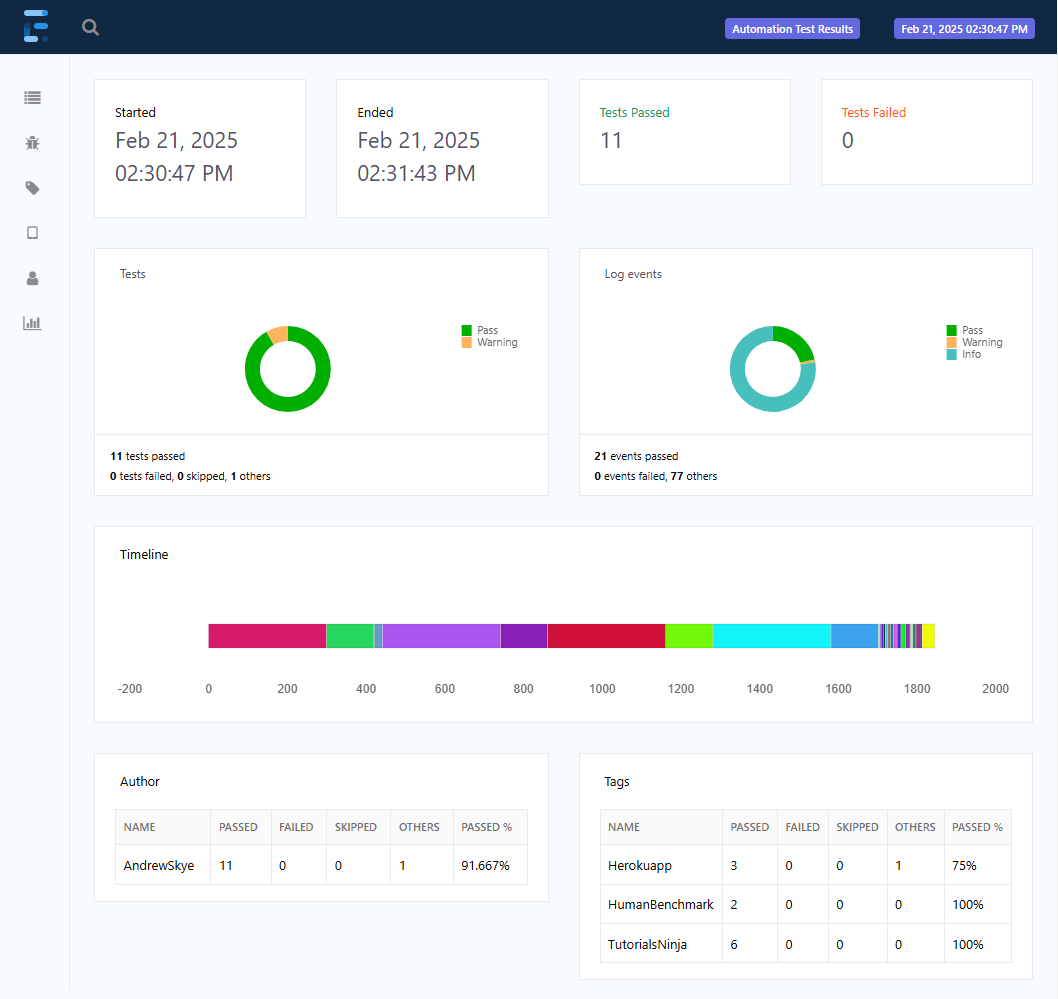 Automation Test Results
Feb 21, 2025 02:30:47 PM
Started
Feb 21, 2025
02:30:47 PM
Ended
Feb 21, 2025
02:31:43 PM
Tests Passed
11
Tests Failed
0
Tests
Pass
Warning
11 tests passed
0 tests failed, 0 skipped, 1 others
Log events
Pass
Warning
Info
21 events passed
0 events failed, 77 others
Timeline
-200 0 200 400 600 800 1000 1200 1400 1600 1800 2000
Author
NAME PASSED FAILED SKIPPED OTHERS PASSED %
AndrewSkye 11 0 0 1 91.667%
Tags
NAME PASSED FAILED SKIPPED OTHERS PASSED %
Herokuapp 3 0 0 1 75%
HumanBenchmark 2 0 0 0 100%
TutorialsNinja 6 0 0 0 100%